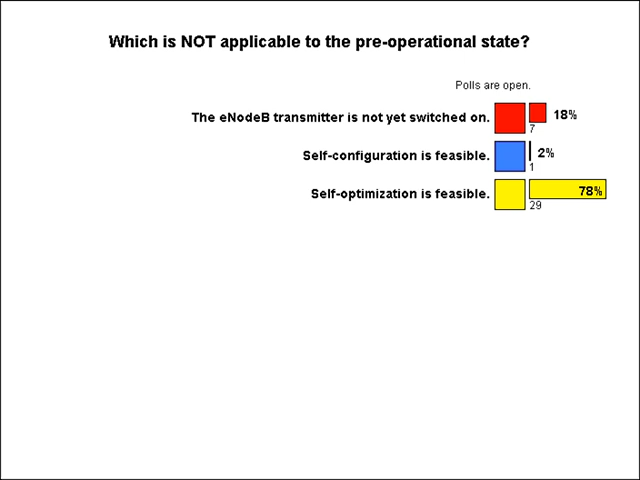 Which is NOT applicable to the pre-operational state?
Polls are open.
The eNodeB transmitter is not yet switched on.
18%
7
Self-configuration is feasible.
2%
1
Self-optimization is feasible.
78%
29